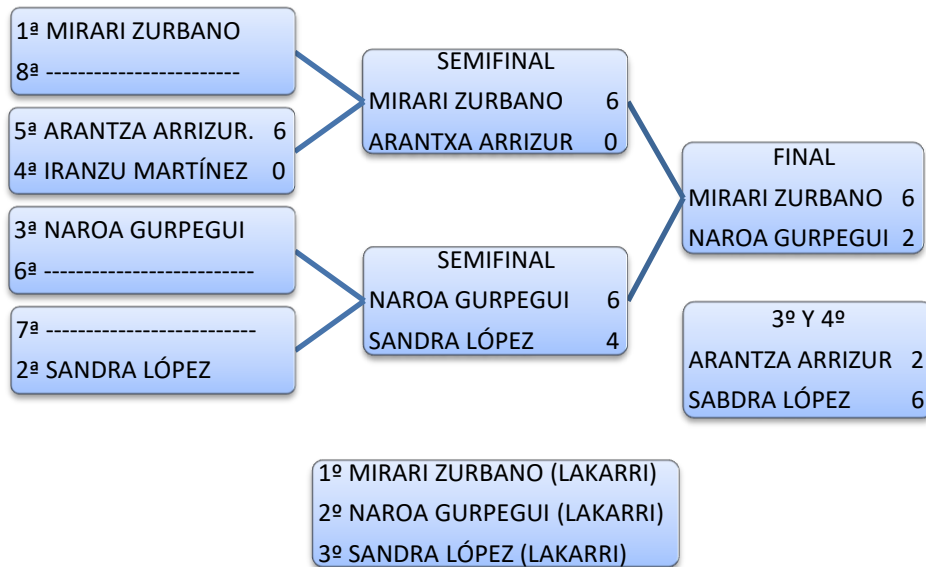 1ª MIRARI ZURBANO
8ª ------------------------
5ª ARANTZA ARRIZUR. 6
4ª IRANZU MARTÍNEZ 0
3ª NAROA GURPEGUI
6ª --------------------------
7ª --------------------------
2ª SANDRA LÓPEZ
SEMIFINAL
MIRARI ZURBANO 6
ARANTXA ARRIZUR 0
SEMIFINAL
NAROA GURPEGUI 6
SANDRA LÓPEZ 4
FINAL
MIRARI ZURBANO 6
NAROA GURPEGUI 2
3º Y 4º
ARANTZA ARRIZUR 2
SABDRA LÓPEZ 6
1º MIRARI ZURBANO (LAKARRI)
2º NAROA GURPEGUI (LAKARRI)
3º SANDRA LÓPEZ (LAKARRI)